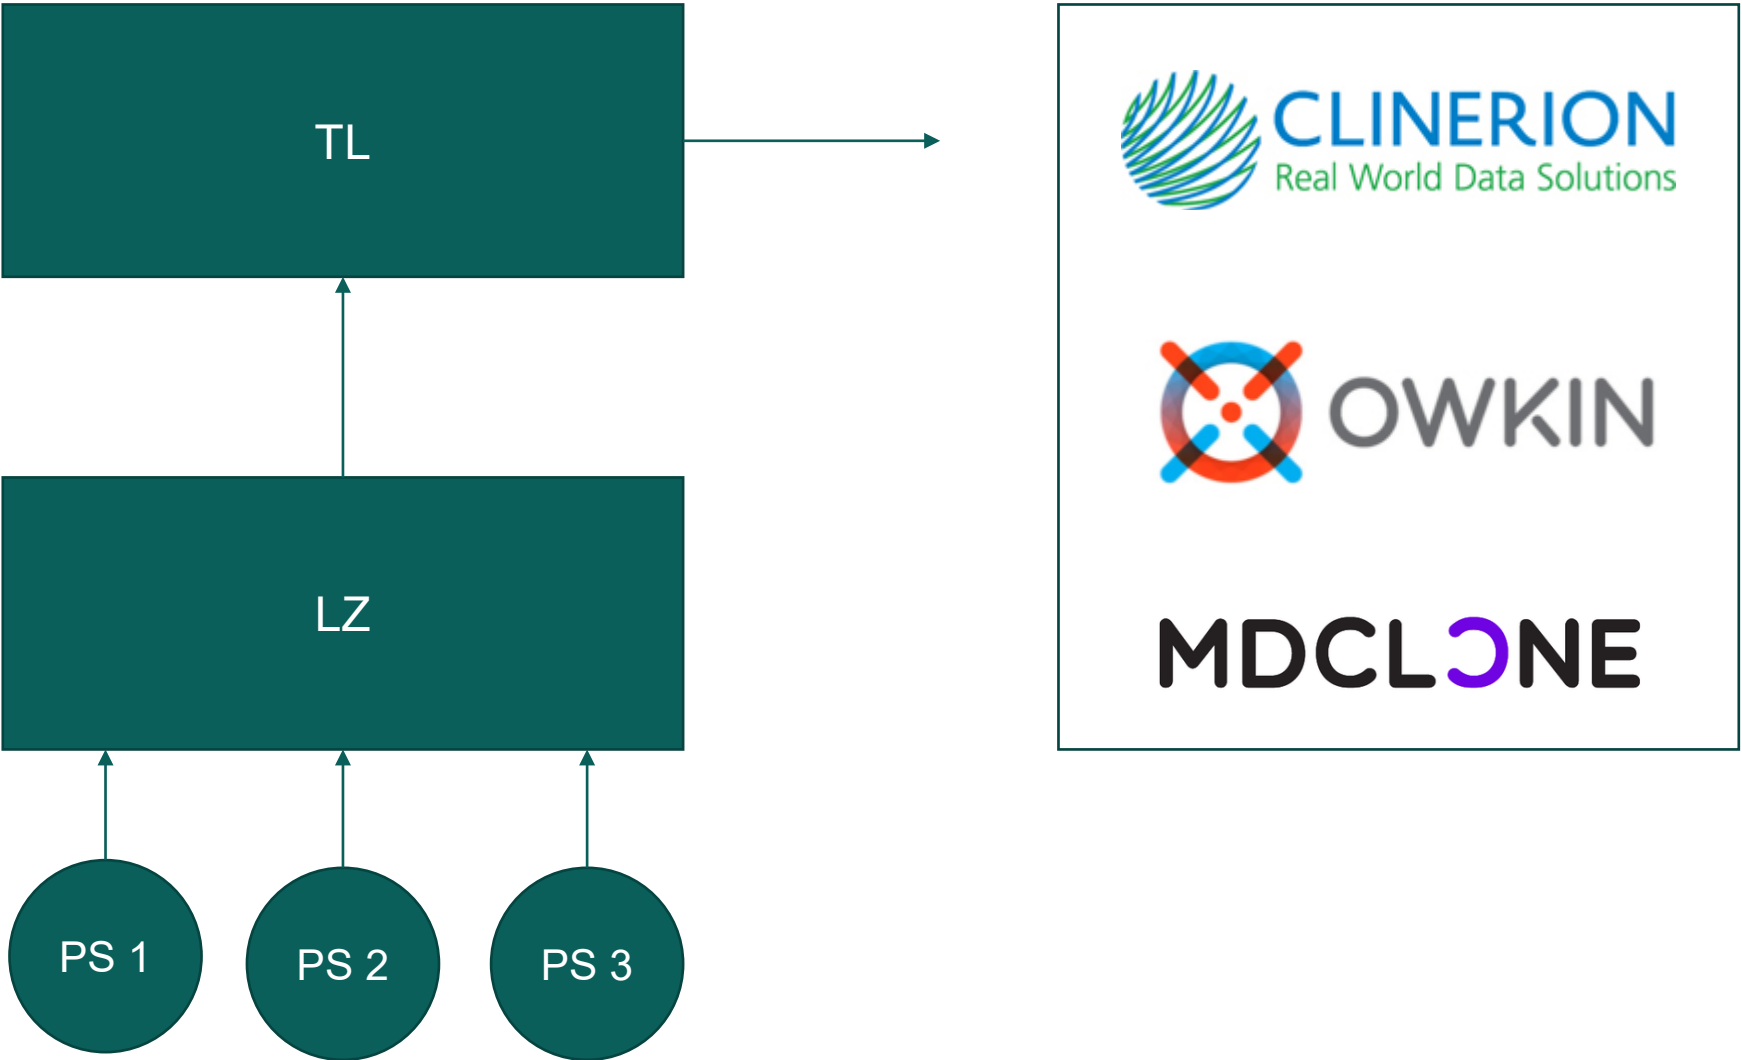 TL
CLINERION
Real World Data Solutions
OWKIN
LZ
MDCLONE
PS 1
PS 2
PS 3